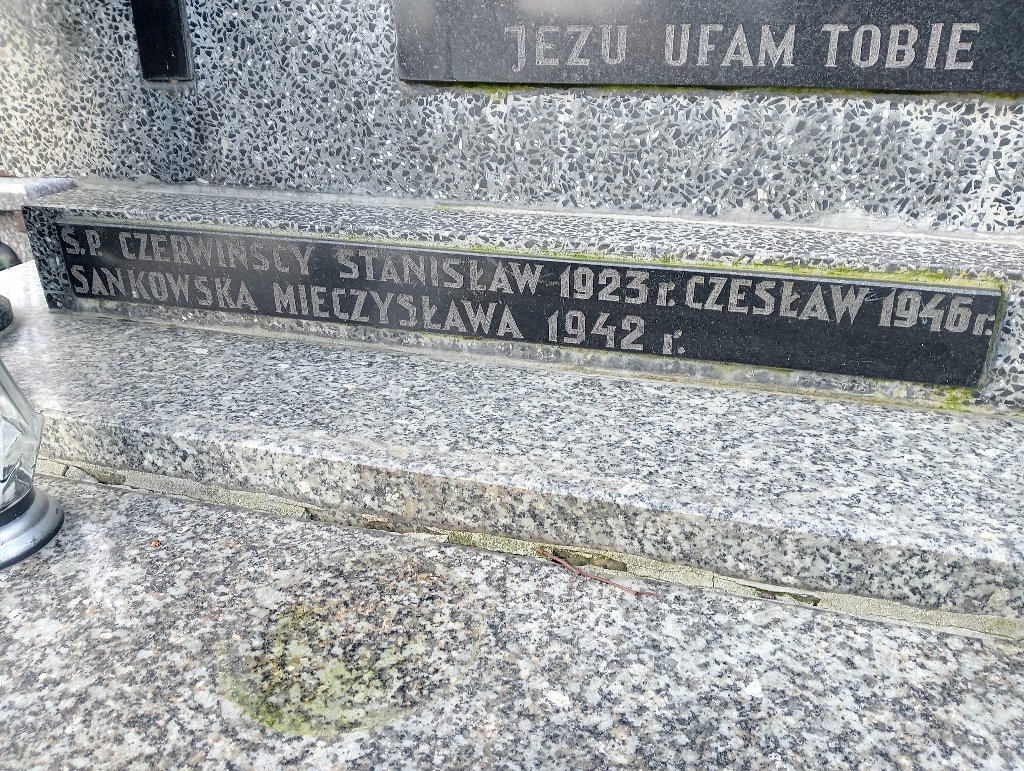 JEZU UFAM TOBIE
Ś.P. CZERWIŃSCY STANISŁAW 1923 r. CZESŁAW 1946 r.
SANKOWSKA MIECZYSŁAWA 1942 r.